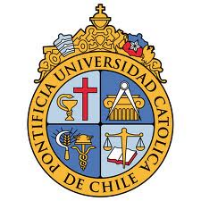 PONTIFICIA UNIVERSIDAD CATOLICA
DE CHILE